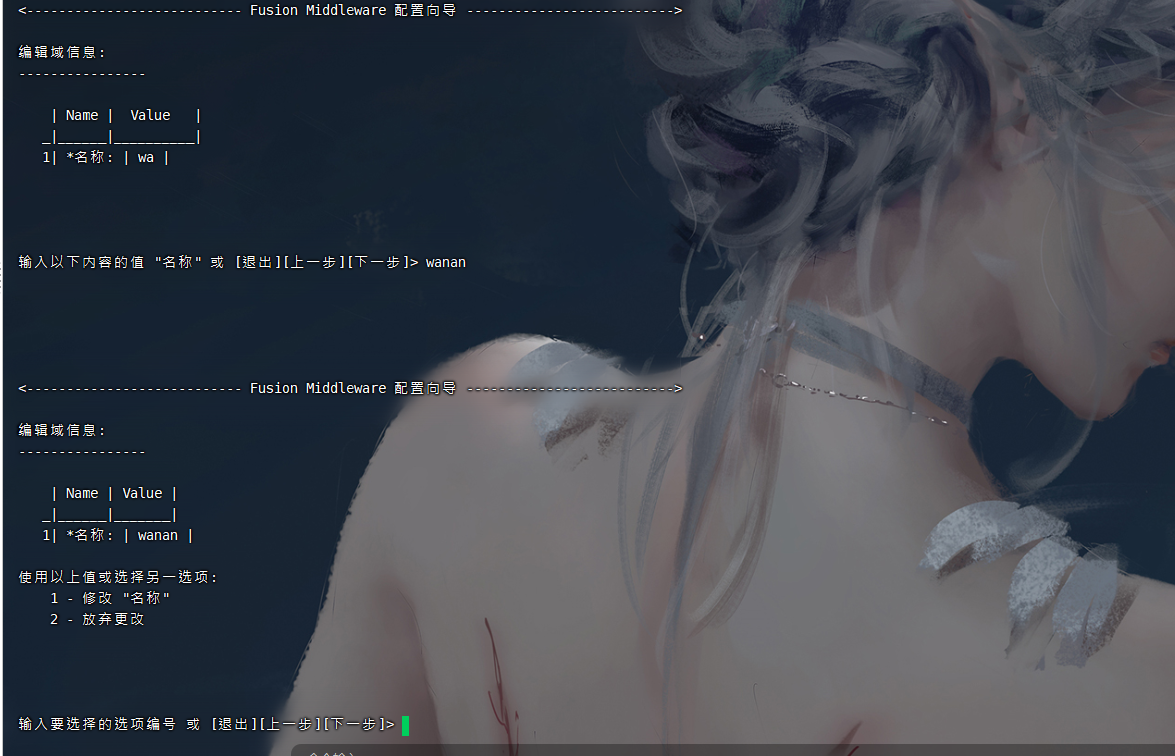 <--------------------------- Fusion Middleware 配置向导 -------------------------->
编辑域信息:
----------------
    | Name |  Value   |
   _|______|__________|
   1| *名称: | wa |
输入以下内容的值 "名称" 或 [退出][上一步][下一步]> wanan
<--------------------------- Fusion Middleware 配置向导 -------------------------->
编辑域信息:
----------------
    | Name | Value |
   _|______|_______|
   1| *名称: | wanan |
使用以上值或选择另一选项:
    1 - 修改 "名称"
    2 - 放弃更改
输入要选择的选项编号 或 [退出][上一步][下一步]>